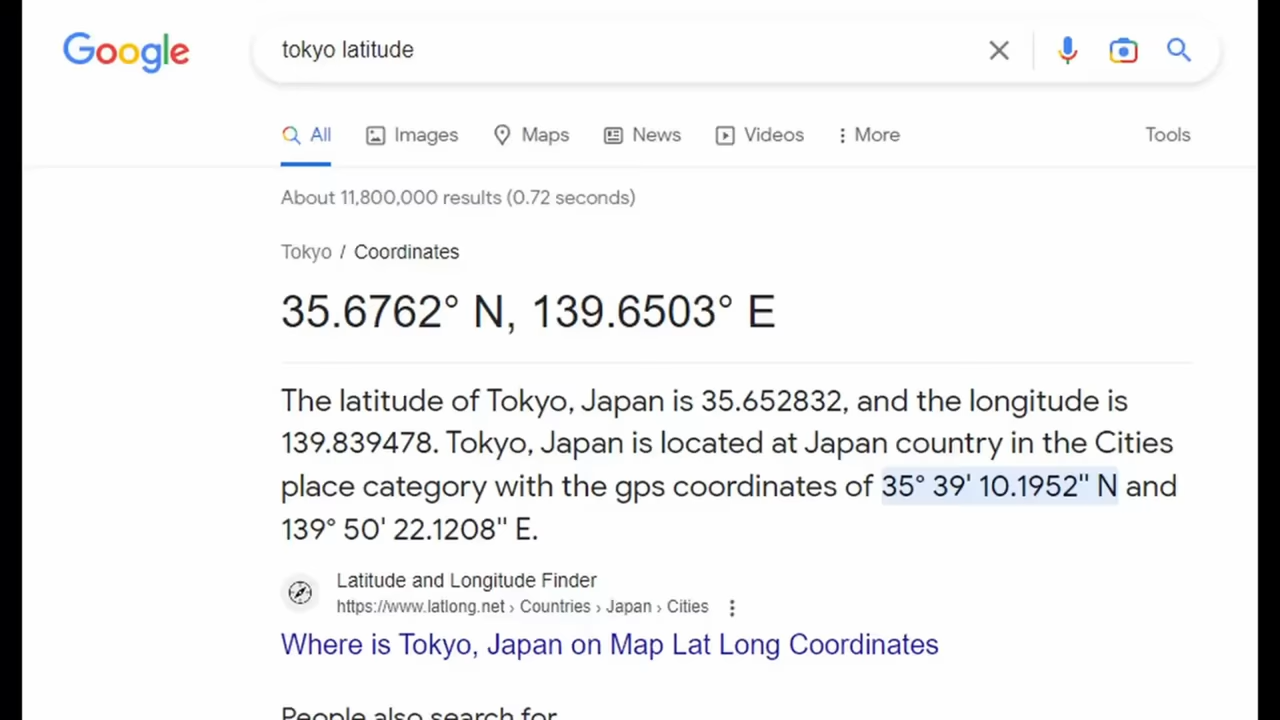 Google
tokyo latitude
All Images Maps News Videos More Tools
About 11,800,000 results (0.72 seconds)
Tokyo / Coordinates
35.6762° N, 139.6503° E
The latitude of Tokyo, Japan is 35.652832, and the longitude is
139.839478. Tokyo, Japan is located at Japan country in the Cities
place category with the gps coordinates of 35° 39' 10.1952" N and
139° 50' 22.1208" E.
Latitude and Longitude Finder
https://www.latlong.net › Countries › Japan › Cities
Where is Tokyo, Japan on Map Lat Long Coordinates
People also search for